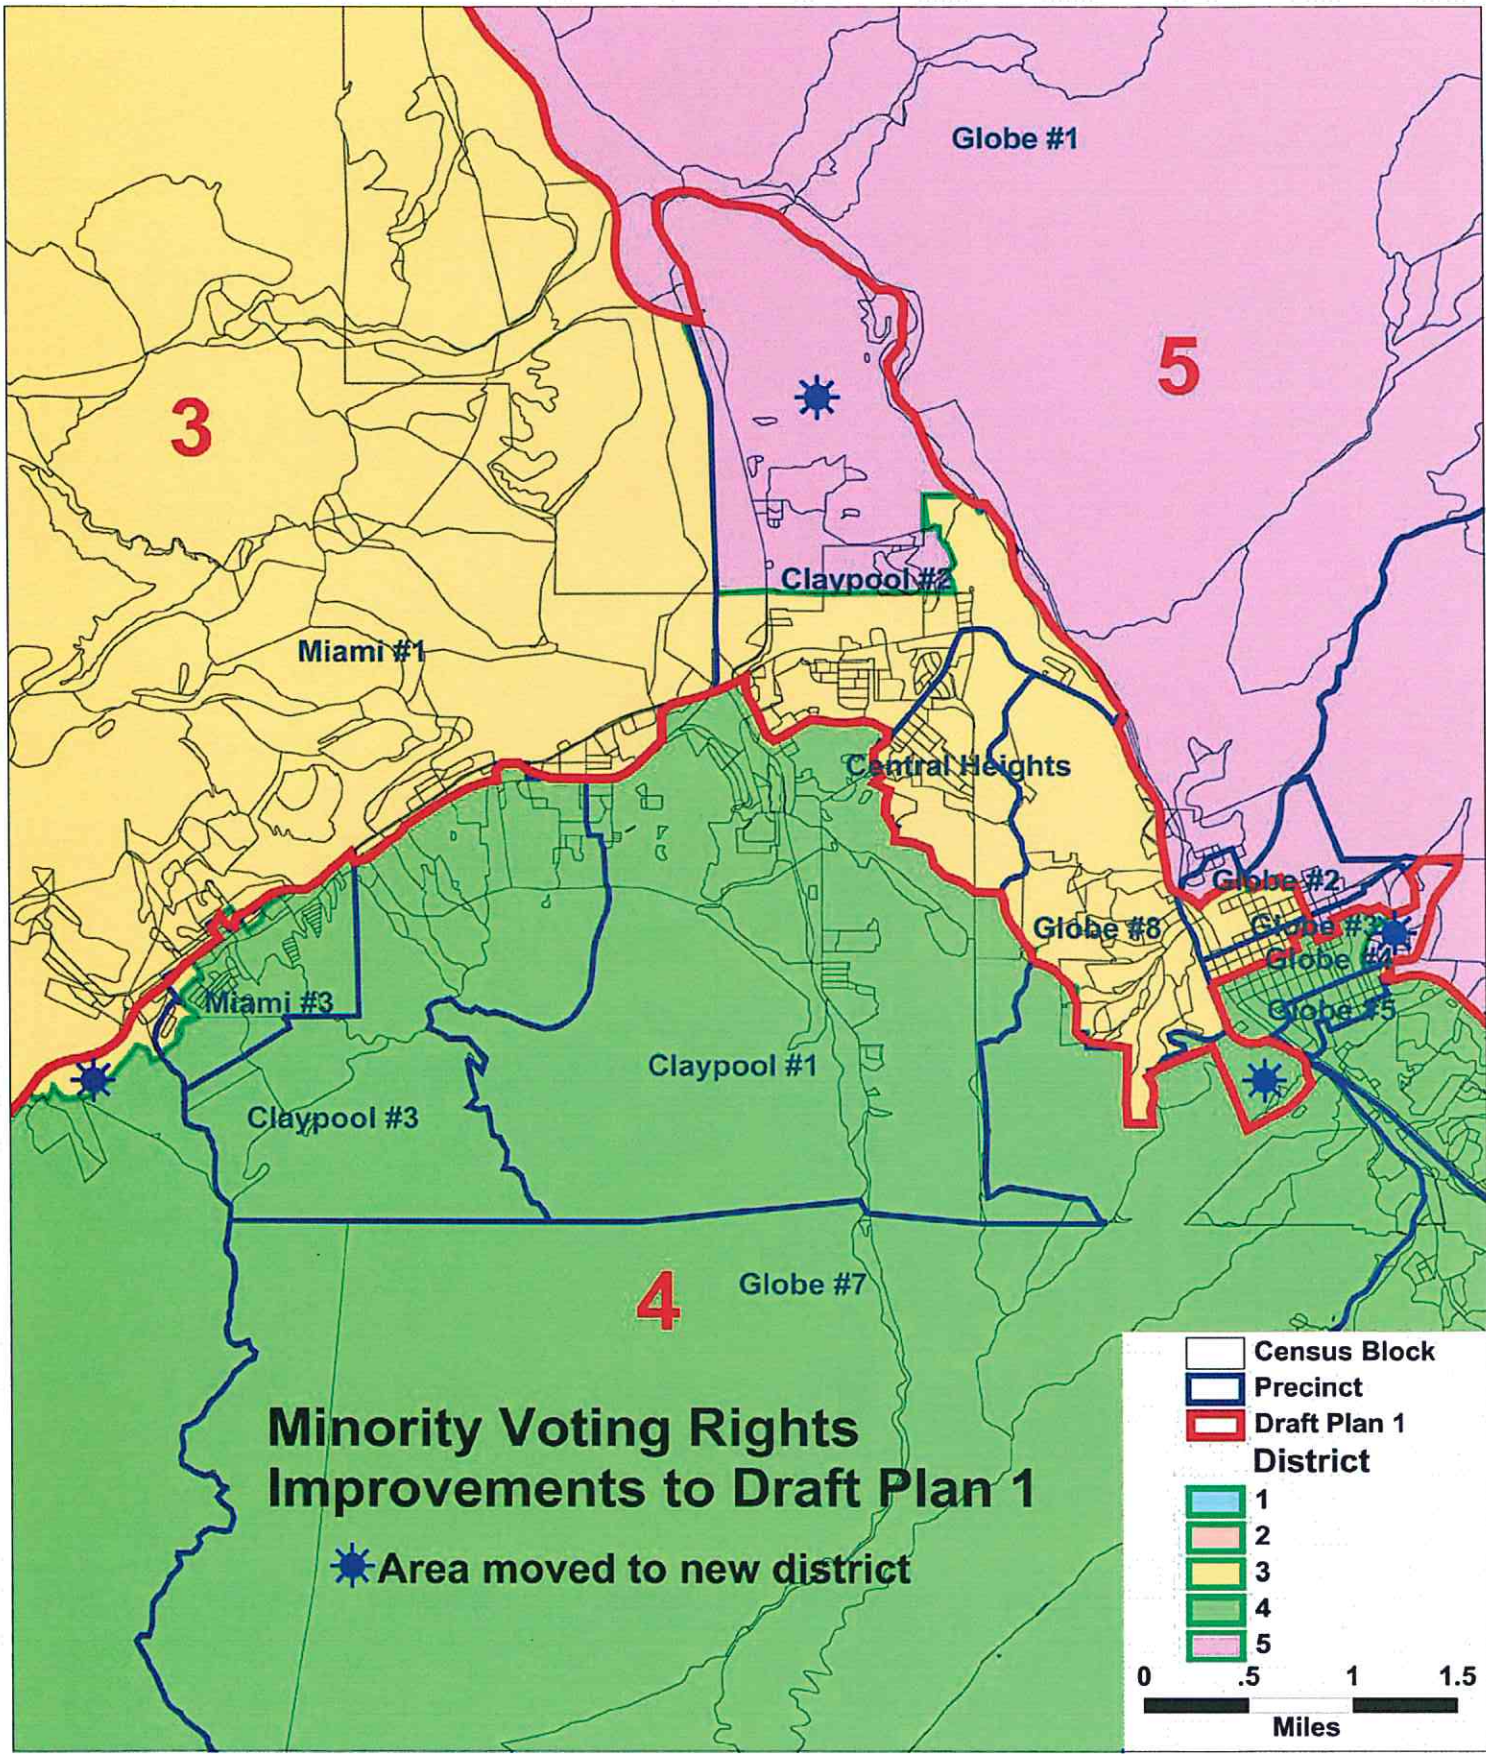 Globe #1
5
3
Claypool #2
Miami #1
Central Heights
Globe #2
Globe #8
Globe #3
Globe #4
Miami #3
Globe #5
Claypool #1
Claypool #3
Globe #7
4
Minority Voting Rights
Improvements to Draft Plan 1
Area moved to new district
Census Block
Precinct
Draft Plan 1
District
1
2
3
4
5
0 .5 1 1.5
Miles